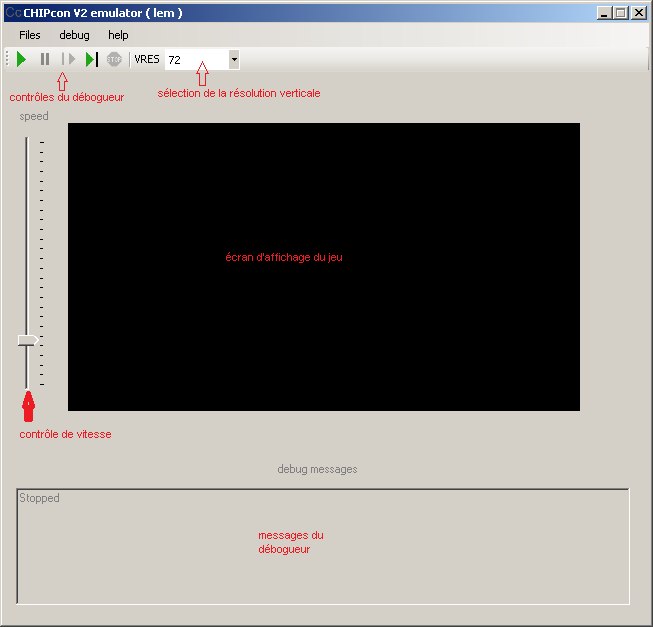 CcCHIPcon V2 emulator ( lem )
Files debug help
STOP VRES 72
contrôles du débogueur
sélection de la résolution verticale
speed
écran d'affichage du jeu
contrôle de vitesse
debug messages
Stopped
messages du
débogueur